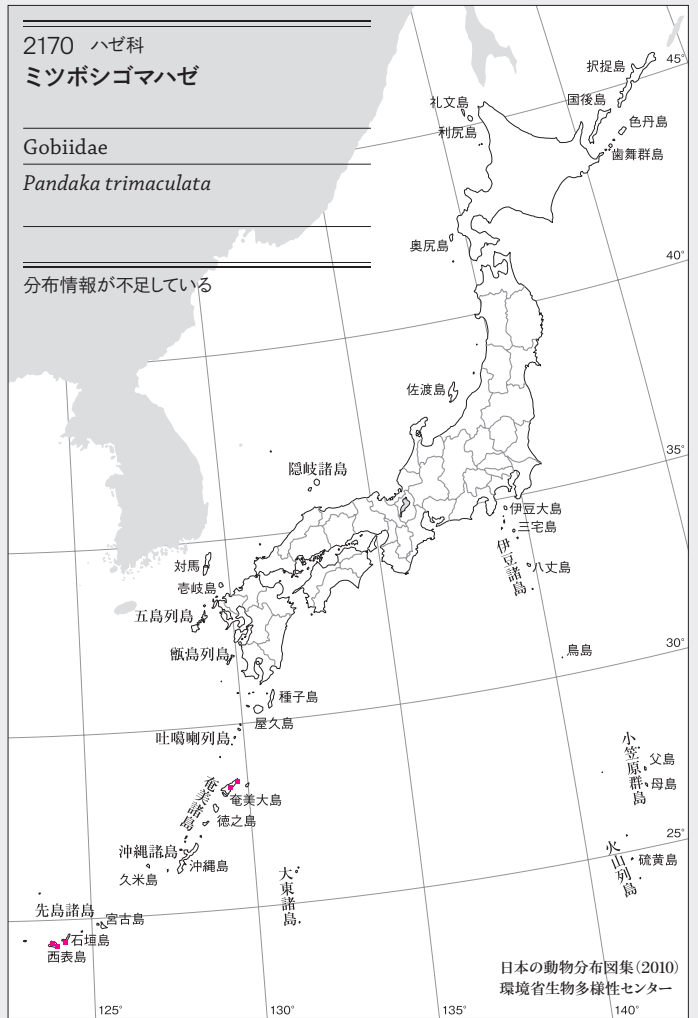 2170 ハゼ科
ミツボシゴマハゼ
Gobiidae
Pandaka trimaculata
分布情報が不足している
択捉島
45°
国後島
礼文島
色丹島
利尻島
歯舞群島
奥尻島
40°
佐渡島
35°
隠岐諸島
伊豆大島
三宅島
伊豆諸島
八丈島
対馬
壱岐島
五島列島
甑島列島
鳥島
30°
種子島
屋久島
吐噶喇列島
小笠原群島
父島
母島
奄美諸島
奄美大島
徳之島
25°
沖縄諸島
沖縄島
久米島
火山列島
硫黄島
大東諸島
先島諸島
宮古島
石垣島
西表島
日本の動物分布図集(2010)
環境省生物多様性センター
125°
130°
135°
140°